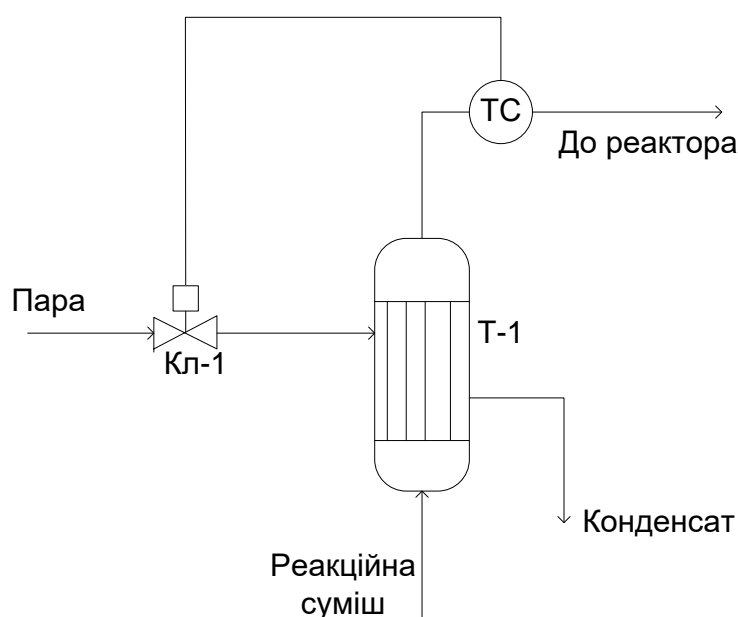 ТС
До реактора
Пара
Кл-1
Т-1
Конденсат
Реакційна
суміш